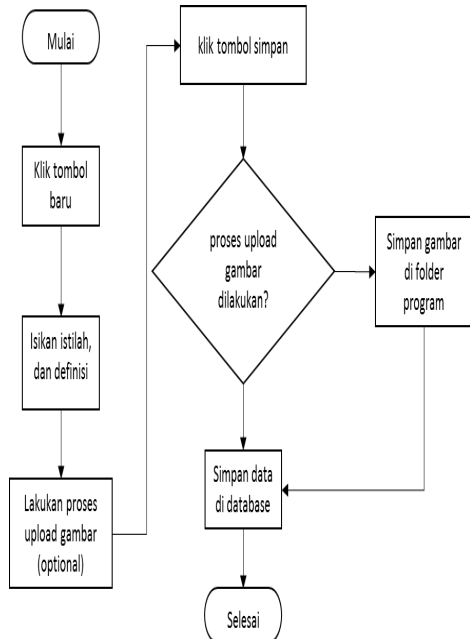 Mulai
Klik tombol
baru
Isikan istilah,
dan definisi
Lakukan proses
upload gambar
(optional)
klik tombol simpan
proses upload
gambar
dilakukan?
Simpan gambar
di folder
program
Simpan data
di database
Selesai